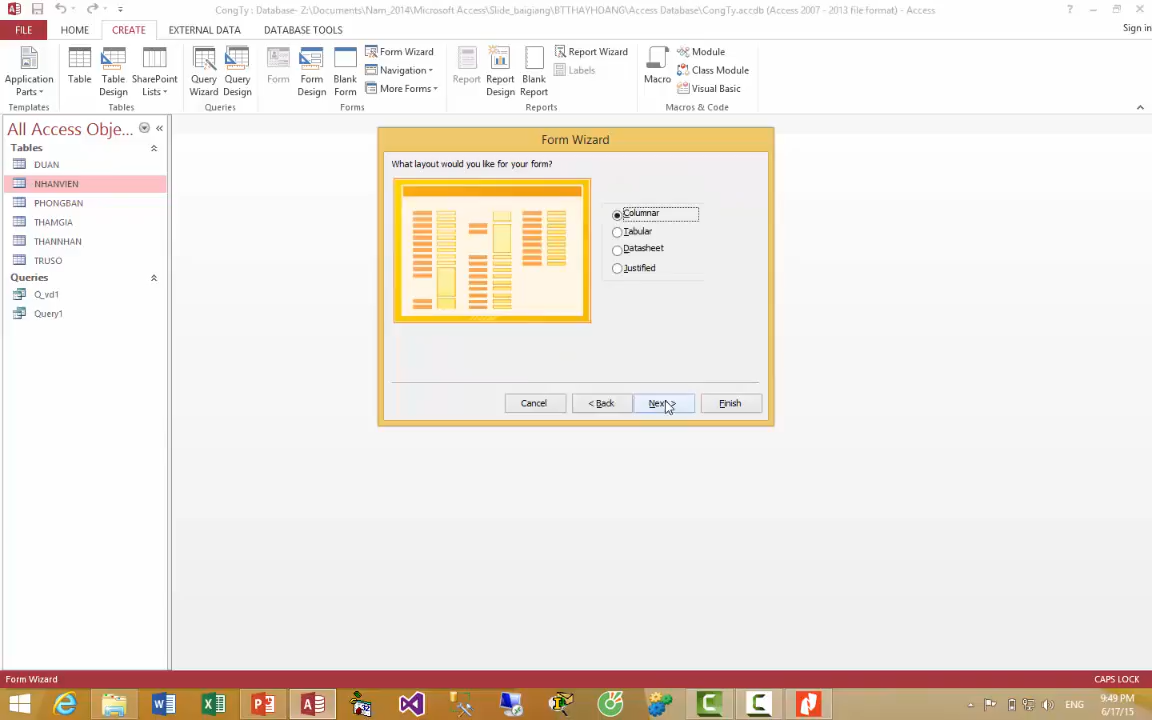 CongTy : Database- Z:\Documents\Nam_2014\Microsoft Access\Slide_baigiang\BTTHAYHOANG\Access Database\CongTy.accdb (Access 2007 - 2013 file format) - Access
FILE HOME CREATE EXTERNAL DATA DATABASE TOOLS Sign in
Application Parts
Table
Table Design
SharePoint Lists
Query Wizard
Query Design
Form
Form Design
Blank Form
Form Wizard
Navigation
More Forms
Report
Report Design
Blank Report
Report Wizard
Labels
Macro
Module
Class Module
Visual Basic
Templates Tables Queries Forms Reports Macros & Code
All Access Obje...
Tables
DUAN
NHANVIEN
PHONGBAN
THAMGIA
THANNHAN
TRUSO
Queries
Q_vd1
Query1
Form Wizard
What layout would you like for your form?
Columnar
Tabular
Datasheet
Justified
Cancel < Back Next > Finish
Form Wizard CAPS LOCK
ENG
9:49 PM
6/17/15